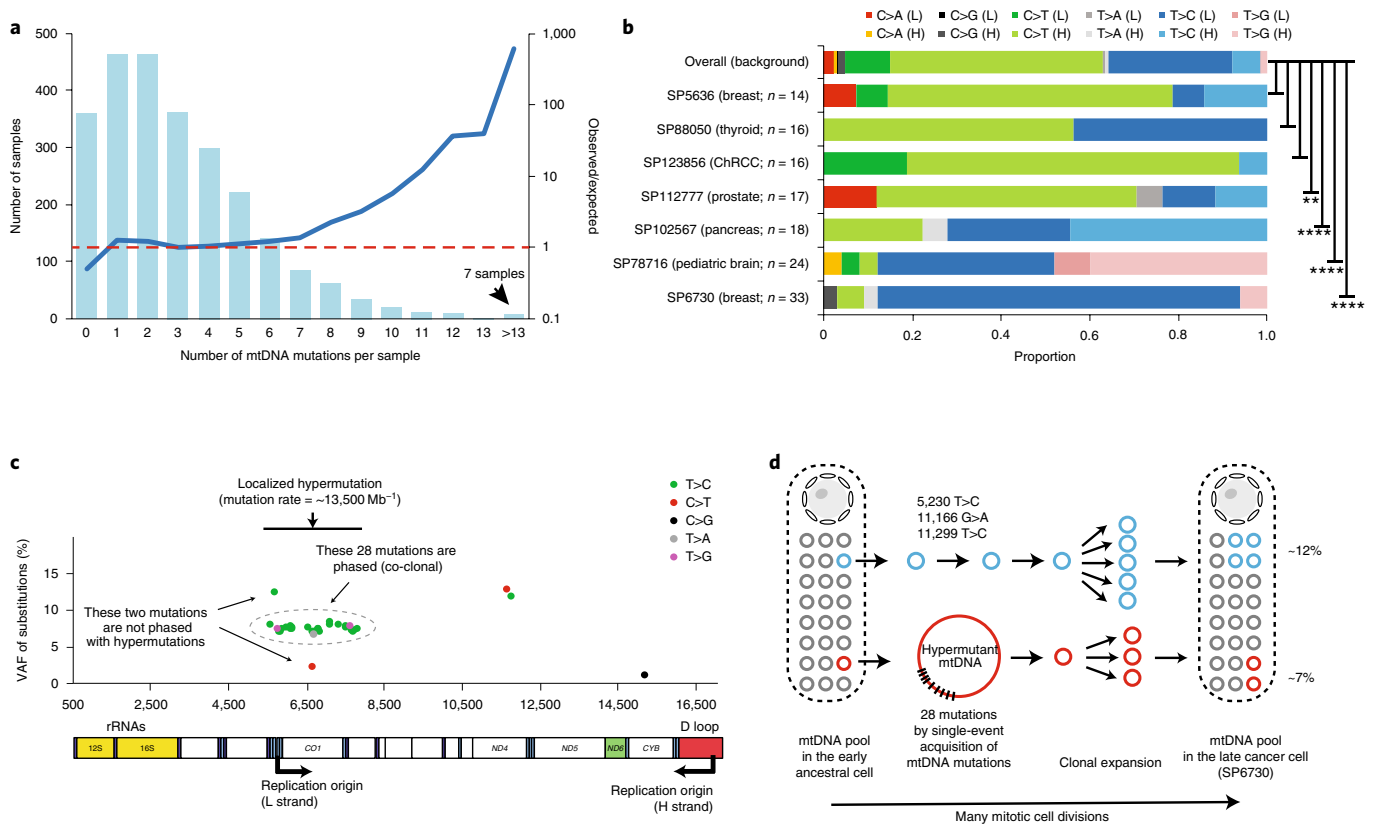 a
500
400
300
200
100
0
Number of samples
1,000
100
10
1
0.1
Observed/expected
7 samples
0 1 2 3 4 5 6 7 8 9 10 11 12 13 >13
Number of mtDNA mutations per sample
b
C>A (L) C>G (L) C>T (L) T>A (L) T>C (L) T>G (L)
C>A (H) C>G (H) C>T (H) T>A (H) T>C (H) T>G (H)
Overall (background)
SP5636 (breast; n = 14)
SP88050 (thyroid; n = 16)
SP123856 (ChRCC; n = 16)
SP112777 (prostate; n = 17)
SP102567 (pancreas; n = 18)
SP78716 (pediatric brain; n = 24)
SP6730 (breast; n = 33)
**
****
****
****
0 0.2 0.4 0.6 0.8 1.0
Proportion
c
Localized hypermutation
(mutation rate = ~13,500 Mb–1)
These 28 mutations are
phased (co-clonal)
These two mutations
are not phased
with hypermutations
T>C
C>T
C>G
T>A
T>G
VAF of substitutions (%)
15
10
5
0
500 2,500 4,500 6,500 8,500 10,500 12,500 14,500 16,500
rRNAs
D loop
12S 16S CO1 ND4 ND5 ND6 CYB
Replication origin
(L strand)
Replication origin
(H strand)
d
5,230 T>C
11,166 G>A
11,299 T>C
~12%
Hypermutant
mtDNA
~7%
28 mutations
by single-event
acquisition of
mtDNA mutations
mtDNA pool
in the early
ancestral cell
Clonal expansion
mtDNA pool
in the late cancer cell
(SP6730)
Many mitotic cell divisions